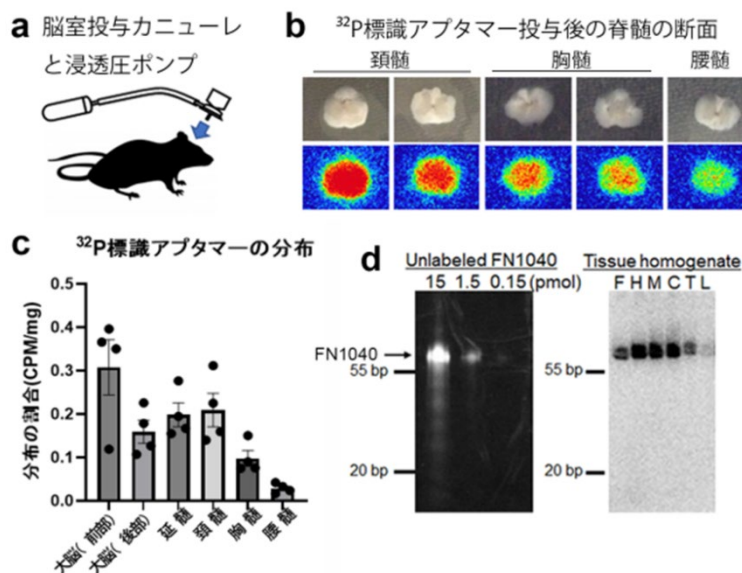 a 脳室投与カニューレ
と浸透圧ポンプ
b ³²P標識アプタマー投与後の脊髄の断面
頚髄 胸髄 腰髄
c ³²P標識アプタマーの分布
分布の割合(CPM/mg)
0.5
0.4
0.3
0.2
0.1
0.0
大脳(前部) 大脳(後部) 延髄 頚髄 胸髄 腰髄
d Unlabeled FN1040 Tissue homogenate
15 1.5 0.15 (pmol) F H M C T L
FN1040
55 bp 55 bp
20 bp 20 bp